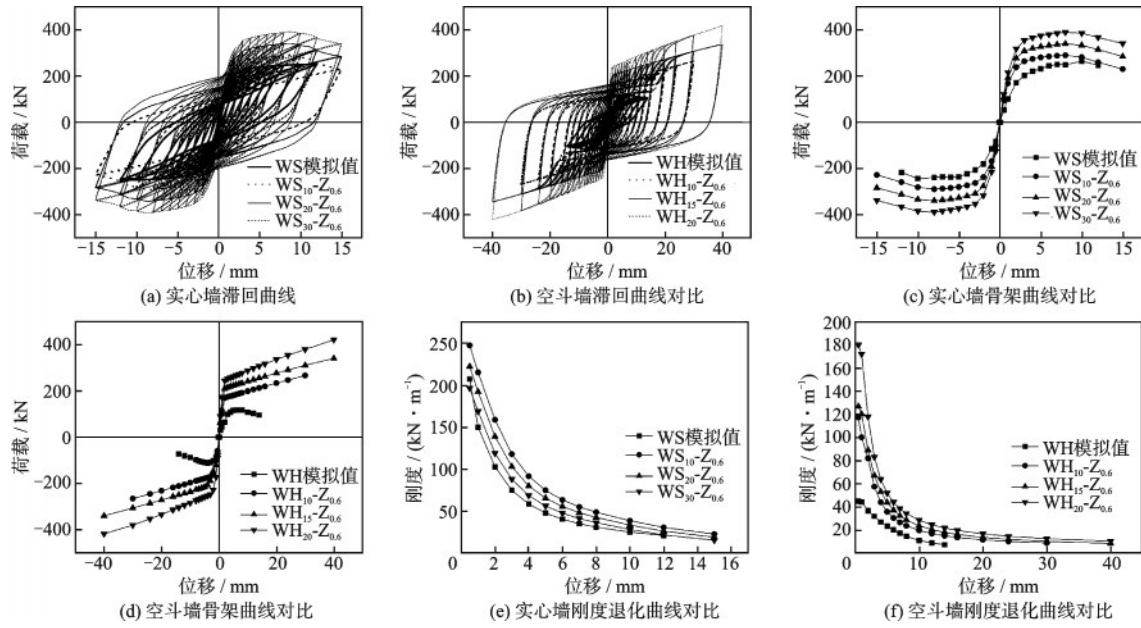 400
200
0
−200
−400
荷载 / kN
WS模拟值
WS10-Z0.6
WS20-Z0.6
WS30-Z0.6
−15 −10 −5 0 5 10 15
位移 / mm
(a) 实心墙滞回曲线
400
200
0
−200
−400
荷载 / kN
WH模拟值
WH10-Z0.6
WH15-Z0.6
WH20-Z0.6
−40 −20 0 20 40
位移 / mm
(b) 空斗墙滞回曲线对比
400
200
0
−200
−400
荷载 / kN
WS模拟值
WS10-Z0.6
WS20-Z0.6
WS30-Z0.6
−15 −10 −5 0 5 10 15
位移 / mm
(c) 实心墙骨架曲线对比
400
200
0
−200
−400
荷载 / kN
WH模拟值
WH10-Z0.6
WH15-Z0.6
WH20-Z0.6
−40 −20 0 20 40
位移 / mm
(d) 空斗墙骨架曲线对比
250
200
150
100
50
刚度 / (kN·m⁻¹)
WS模拟值
WS10-Z0.6
WS20-Z0.6
WS30-Z0.6
0 2 4 6 8 10 12 14 16
位移 / mm
(e) 实心墙刚度退化曲线对比
200
180
160
140
120
100
80
60
40
20
刚度 / (kN·m⁻¹)
WH模拟值
WH10-Z0.6
WH15-Z0.6
WH20-Z0.6
0 10 20 30 40
位移 / mm
(f) 空斗墙刚度退化曲线对比